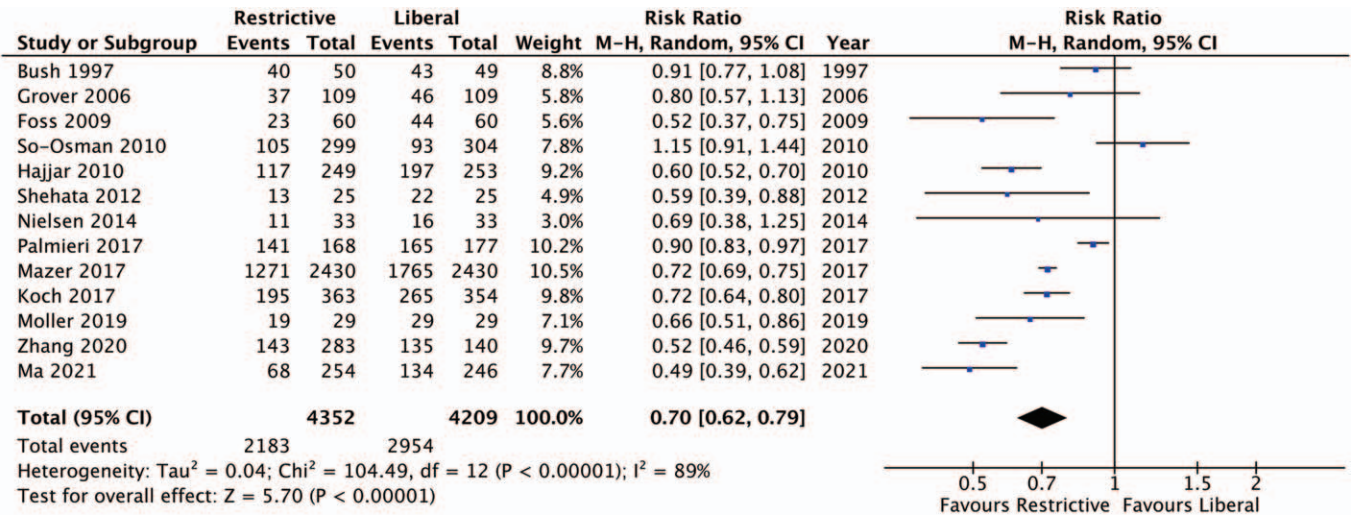 Restrictive Liberal Risk Ratio Risk Ratio
Study or Subgroup Events Total Events Total Weight M-H, Random, 95% CI Year M-H, Random, 95% CI
Bush 1997 40 50 43 49 8.8% 0.91 [0.77, 1.08] 1997
Grover 2006 37 109 46 109 5.8% 0.80 [0.57, 1.13] 2006
Foss 2009 23 60 44 60 5.6% 0.52 [0.37, 0.75] 2009
So-Osman 2010 105 299 93 304 7.8% 1.15 [0.91, 1.44] 2010
Hajjar 2010 117 249 197 253 9.2% 0.60 [0.52, 0.70] 2010
Shehata 2012 13 25 22 25 4.9% 0.59 [0.39, 0.88] 2012
Nielsen 2014 11 33 16 33 3.0% 0.69 [0.38, 1.25] 2014
Palmieri 2017 141 168 165 177 10.2% 0.90 [0.83, 0.97] 2017
Mazer 2017 1271 2430 1765 2430 10.5% 0.72 [0.69, 0.75] 2017
Koch 2017 195 363 265 354 9.8% 0.72 [0.64, 0.80] 2017
Moller 2019 19 29 29 29 7.1% 0.66 [0.51, 0.86] 2019
Zhang 2020 143 283 135 140 9.7% 0.52 [0.46, 0.59] 2020
Ma 2021 68 254 134 246 7.7% 0.49 [0.39, 0.62] 2021
Total (95% CI) 4352 4209 100.0% 0.70 [0.62, 0.79]
Total events 2183 2954
Heterogeneity: Tau² = 0.04; Chi² = 104.49, df = 12 (P < 0.00001); I² = 89%
Test for overall effect: Z = 5.70 (P < 0.00001)
0.5 0.7 1 1.5 2
Favours Restrictive Favours Liberal